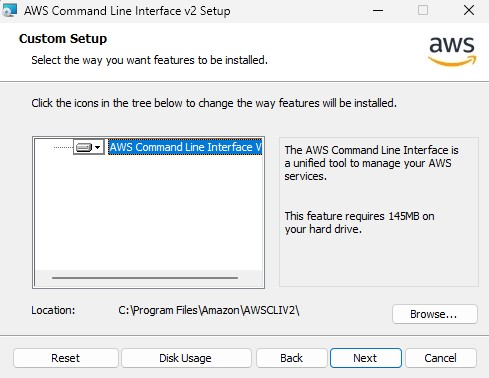 AWS Command Line Interface v2 Setup
Custom Setup
Select the way you want features to be installed.
aws
Click the icons in the tree below to change the way features will be installed.
AWS Command Line Interface V
The AWS Command Line Interface is
a unified tool to manage your AWS
services.
This feature requires 145MB on
your hard drive.
Location: C:\Program Files\Amazon\AWSCLIV2\
Browse...
Reset Disk Usage Back Next Cancel